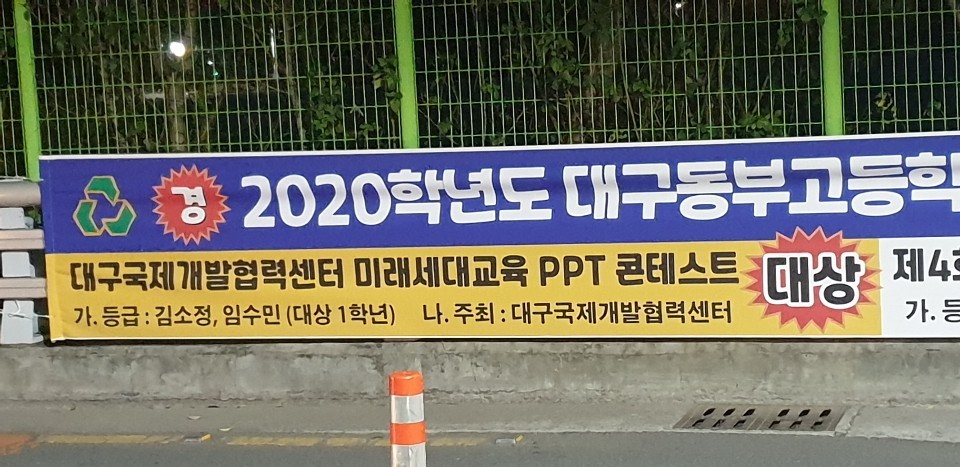 경 2020학년도 대구동부고등학
대구국제개발협력센터 미래세대교육 PPT 콘테스트 대상
가. 등급 : 김소정, 임수민 (대상 1학년) 나. 주최 : 대구국제개발협력센터
제4회
가. 등